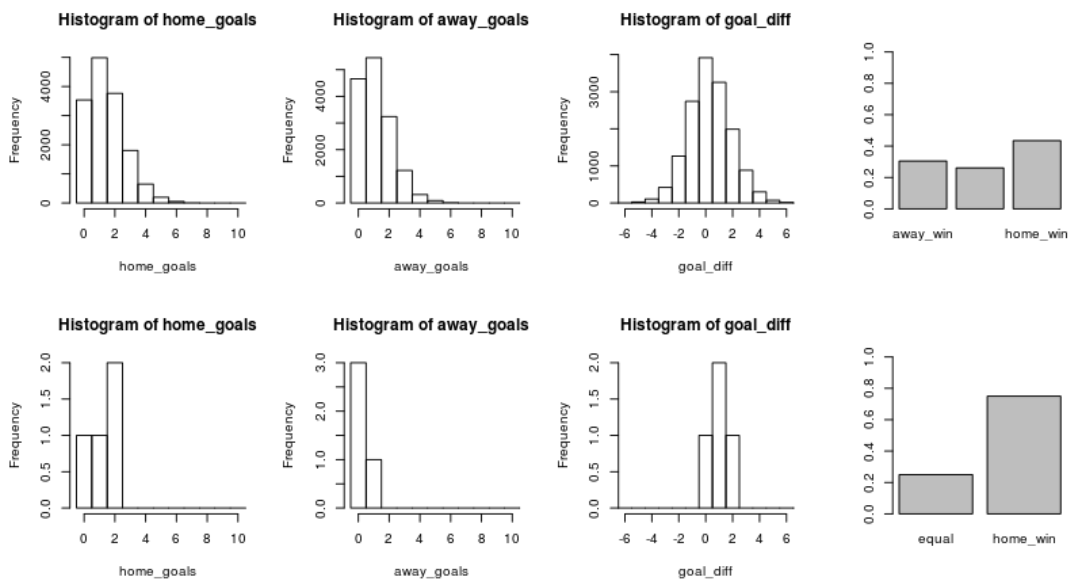 Histogram of home_goals
Frequency
0 2000 4000
0 2 4 6 8 10
home_goals
Histogram of away_goals
Frequency
0 2000 4000
0 2 4 6 8 10
away_goals
Histogram of goal_diff
Frequency
0 1000 3000
-6 -4 -2 0 2 4 6
goal_diff
0.0 0.2 0.4 0.6 0.8 1.0
away_win home_win
Histogram of home_goals
Frequency
0.0 0.5 1.0 1.5 2.0
0 2 4 6 8 10
home_goals
Histogram of away_goals
Frequency
0.0 1.0 2.0 3.0
0 2 4 6 8 10
away_goals
Histogram of goal_diff
Frequency
0.0 0.5 1.0 1.5 2.0
-6 -4 -2 0 2 4 6
goal_diff
0.0 0.2 0.4 0.6 0.8 1.0
equal home_win